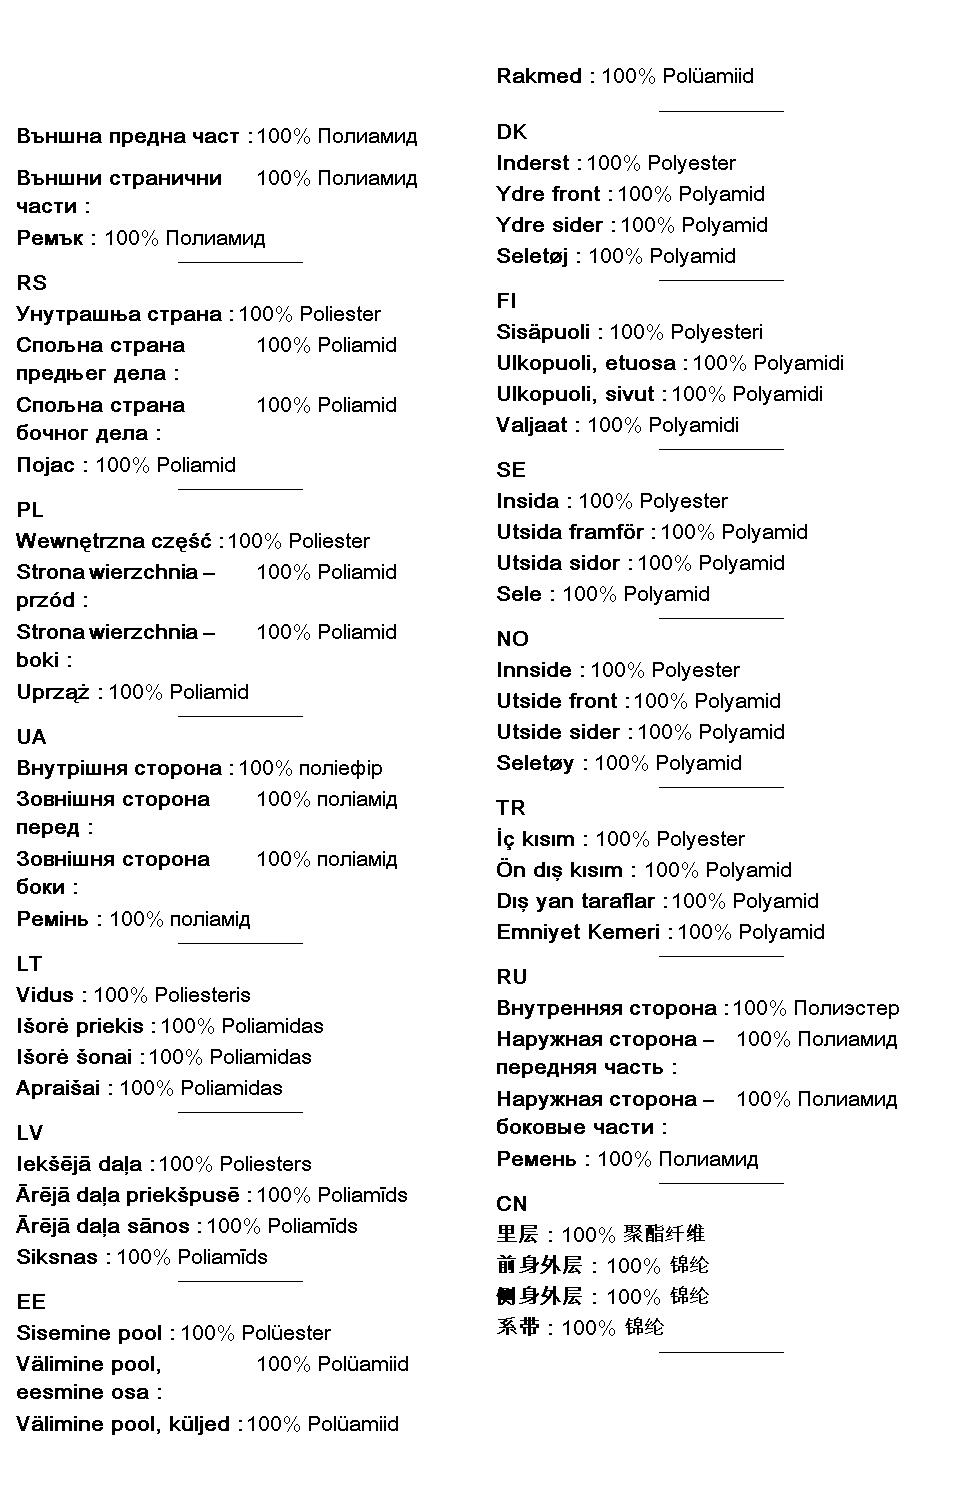 Външна предна част : 100% Полиамид
Външни странични 100% Полиамид
части :
Ремък : 100% Полиамид
RS
Унутрашња страна : 100% Poliester
Спољна страна 100% Poliamid
предњег дела :
Спољна страна 100% Poliamid
бочног дела :
Појас : 100% Poliamid
PL
Wewnętrzna część : 100% Poliester
Strona wierzchnia – 100% Poliamid
przód :
Strona wierzchnia – 100% Poliamid
boki :
Uprząż : 100% Poliamid
UA
Внутрішня сторона : 100% поліефір
Зовнішня сторона 100% поліамід
перед :
Зовнішня сторона 100% поліамід
боки :
Ремінь : 100% поліамід
LT
Vidus : 100% Poliesteris
Išorė priekis : 100% Poliamidas
Išorė šonai : 100% Poliamidas
Apraišai : 100% Poliamidas
LV
Iekšējā daļa : 100% Poliesters
Ārējā daļa priekšpusē : 100% Poliamīds
Ārējā daļa sānos : 100% Poliamīds
Siksnas : 100% Poliamīds
EE
Sisemine pool : 100% Polüester
Välimine pool, 100% Polüamiid
eesmine osa :
Välimine pool, küljed : 100% Polüamiid
Rakmed : 100% Polüamiid
DK
Inderst : 100% Polyester
Ydre front : 100% Polyamid
Ydre sider : 100% Polyamid
Seletøj : 100% Polyamid
FI
Sisäpuoli : 100% Polyesteri
Ulkopuoli, etuosa : 100% Polyamidi
Ulkopuoli, sivut : 100% Polyamidi
Valjaat : 100% Polyamidi
SE
Insida : 100% Polyester
Utsida framför : 100% Polyamid
Utsida sidor : 100% Polyamid
Sele : 100% Polyamid
NO
Innside : 100% Polyester
Utside front : 100% Polyamid
Utside sider : 100% Polyamid
Seletøy : 100% Polyamid
TR
İç kısım : 100% Polyester
Ön dış kısım : 100% Polyamid
Dış yan taraflar : 100% Polyamid
Emniyet Kemeri : 100% Polyamid
RU
Внутренняя сторона : 100% Полиэстер
Наружная сторона – 100% Полиамид
передняя часть :
Наружная сторона – 100% Полиамид
боковые части :
Ремень : 100% Полиамид
CN
里层 : 100% 聚酯纤维
前身外层 : 100% 锦纶
侧身外层 : 100% 锦纶
系带 : 100% 锦纶